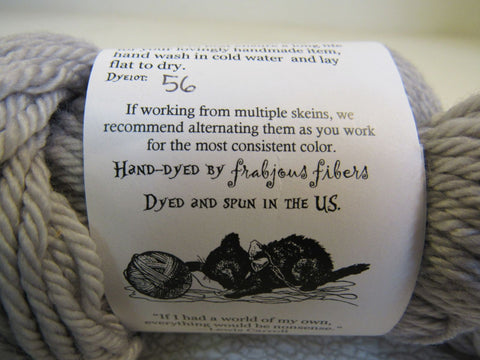 hand wash in cold water and lay
flat to dry.
Dyelot: 56
If working from multiple skeins, we
recommend alternating them as you work
for the most consistent color.
Hand-dyed by frabjous fibers
Dyed and spun in the US.
"If I had a world of my own,
everything would be nonsense."
Lewis Carroll